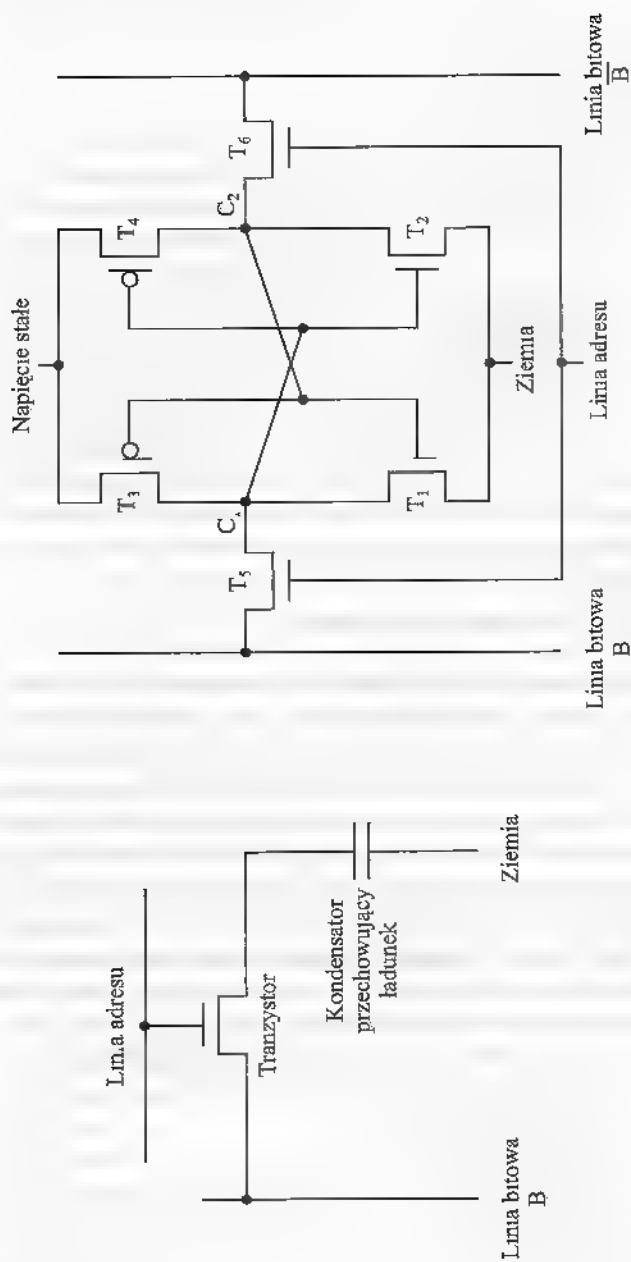 Linia adresu
Tranzystor
Kondensator
przechowujący
ładunek
Linia bitowa
B
Ziemia
Napięcie stałe
T3
T4
C1
C2
T5
T6
T1
T2
Ziemia
Linia bitowa
B
Linia adresu
Linia bitowa
B̅